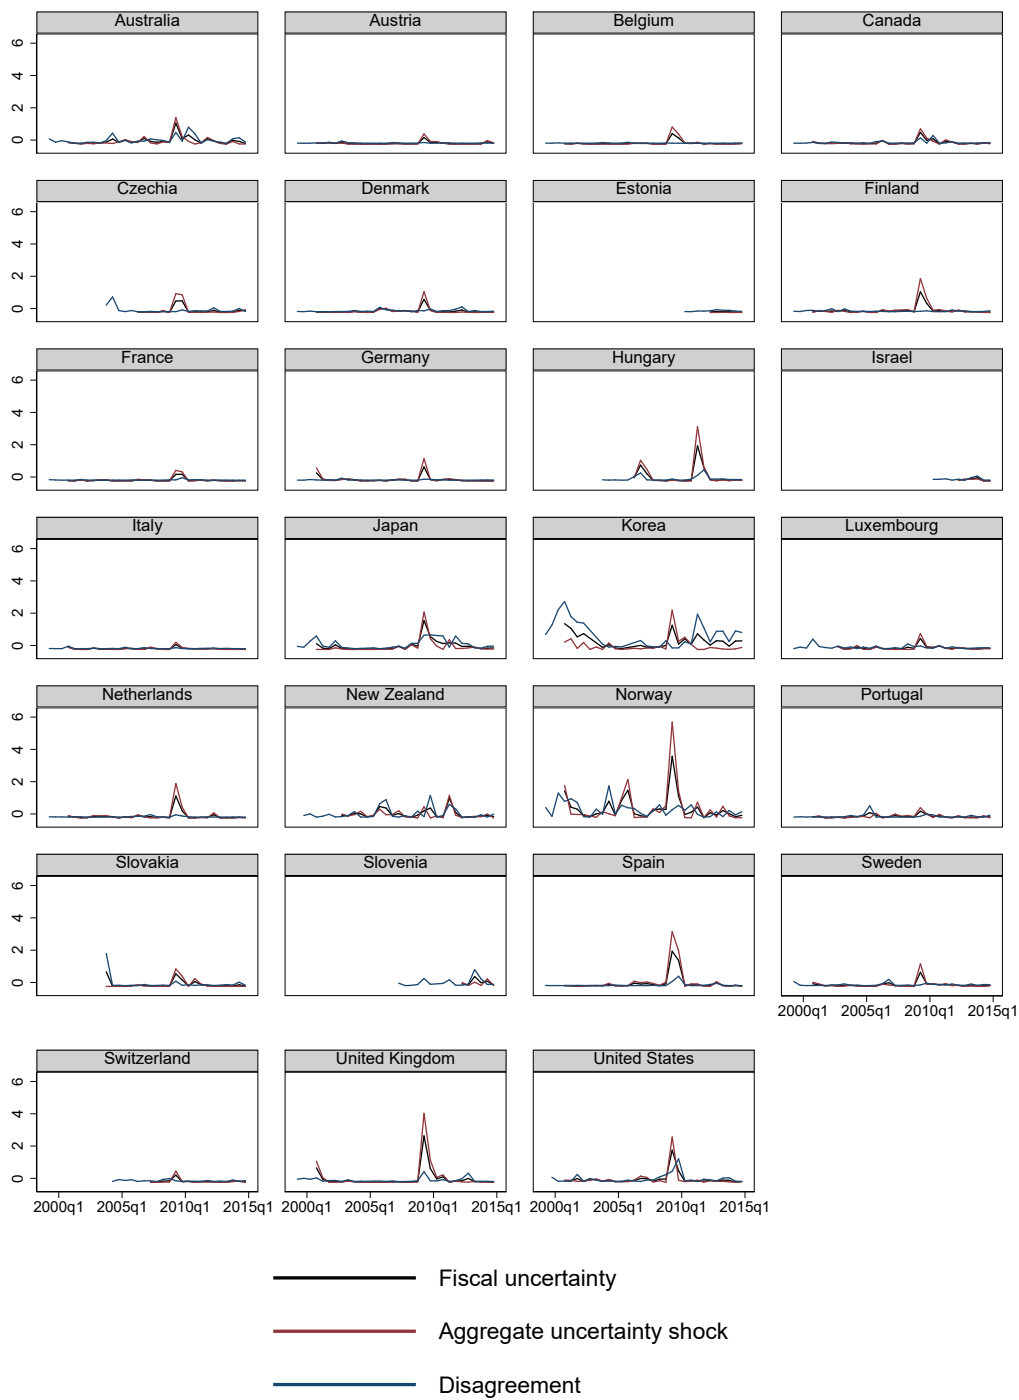 Australia Austria Belgium Canada
6
4
2
0
Czechia Denmark Estonia Finland
6
4
2
0
France Germany Hungary Israel
6
4
2
0
Italy Japan Korea Luxembourg
6
4
2
0
Netherlands New Zealand Norway Portugal
6
4
2
0
Slovakia Slovenia Spain Sweden
6
4
2
0
2000q1 2005q1 2010q1 2015q1
Switzerland United Kingdom United States
6
4
2
0
2000q1 2005q1 2010q1 2015q1 2000q1 2005q1 2010q1 2015q1 2000q1 2005q1 2010q1 2015q1
Fiscal uncertainty
Aggregate uncertainty shock
Disagreement